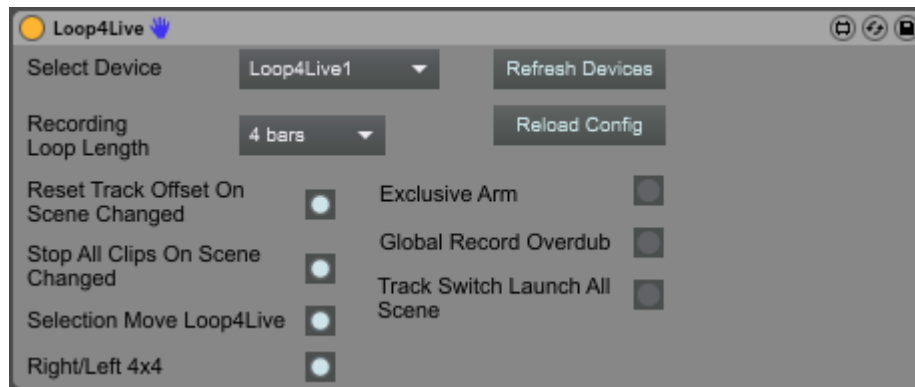 Loop4Live
Select Device
Loop4Live1
Refresh Devices
Recording
Loop Length
4 bars
Reload Config
Reset Track Offset On
Scene Changed
Exclusive Arm
Stop All Clips On Scene
Changed
Global Record Overdub
Selection Move Loop4Live
Track Switch Launch All
Scene
Right/Left 4x4